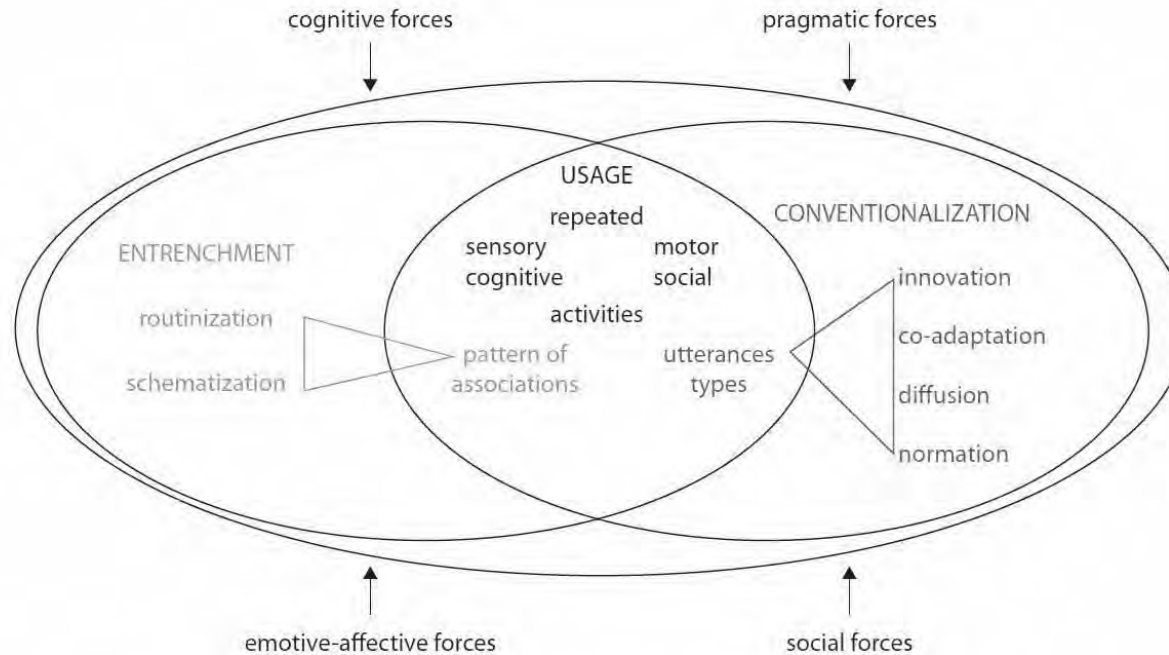 cognitive forces
pragmatic forces
USAGE
repeated
sensory motor
cognitive social
activities
ENTRENCHMENT
routinization
schematization
pattern of
associations
utterances
types
CONVENTIONALIZATION
innovation
co-adaptation
diffusion
normation
emotive-affective forces
social forces